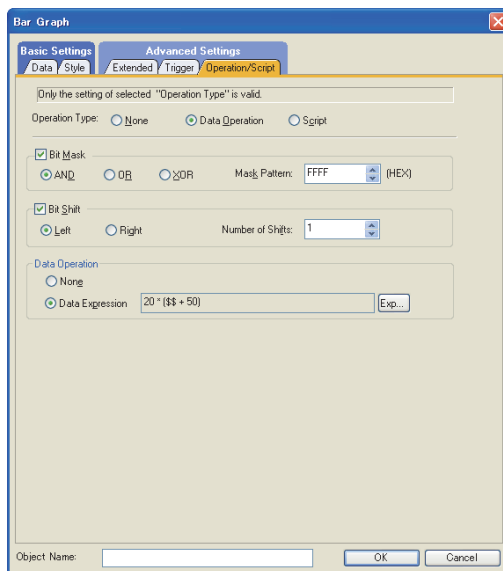 Bar Graph
Basic Settings Advanced Settings
Data Style Extended Trigger Operation/Script
Only the setting of selected "Operation Type" is valid.
Operation Type: None Data Operation Script
Bit Mask
AND OR XOR Mask Pattern: FFFF (HEX)
Bit Shift
Left Right Number of Shifts: 1
Data Operation
None
Data Expression 20 * ($$ + 50) Exp...
Object Name: OK Cancel